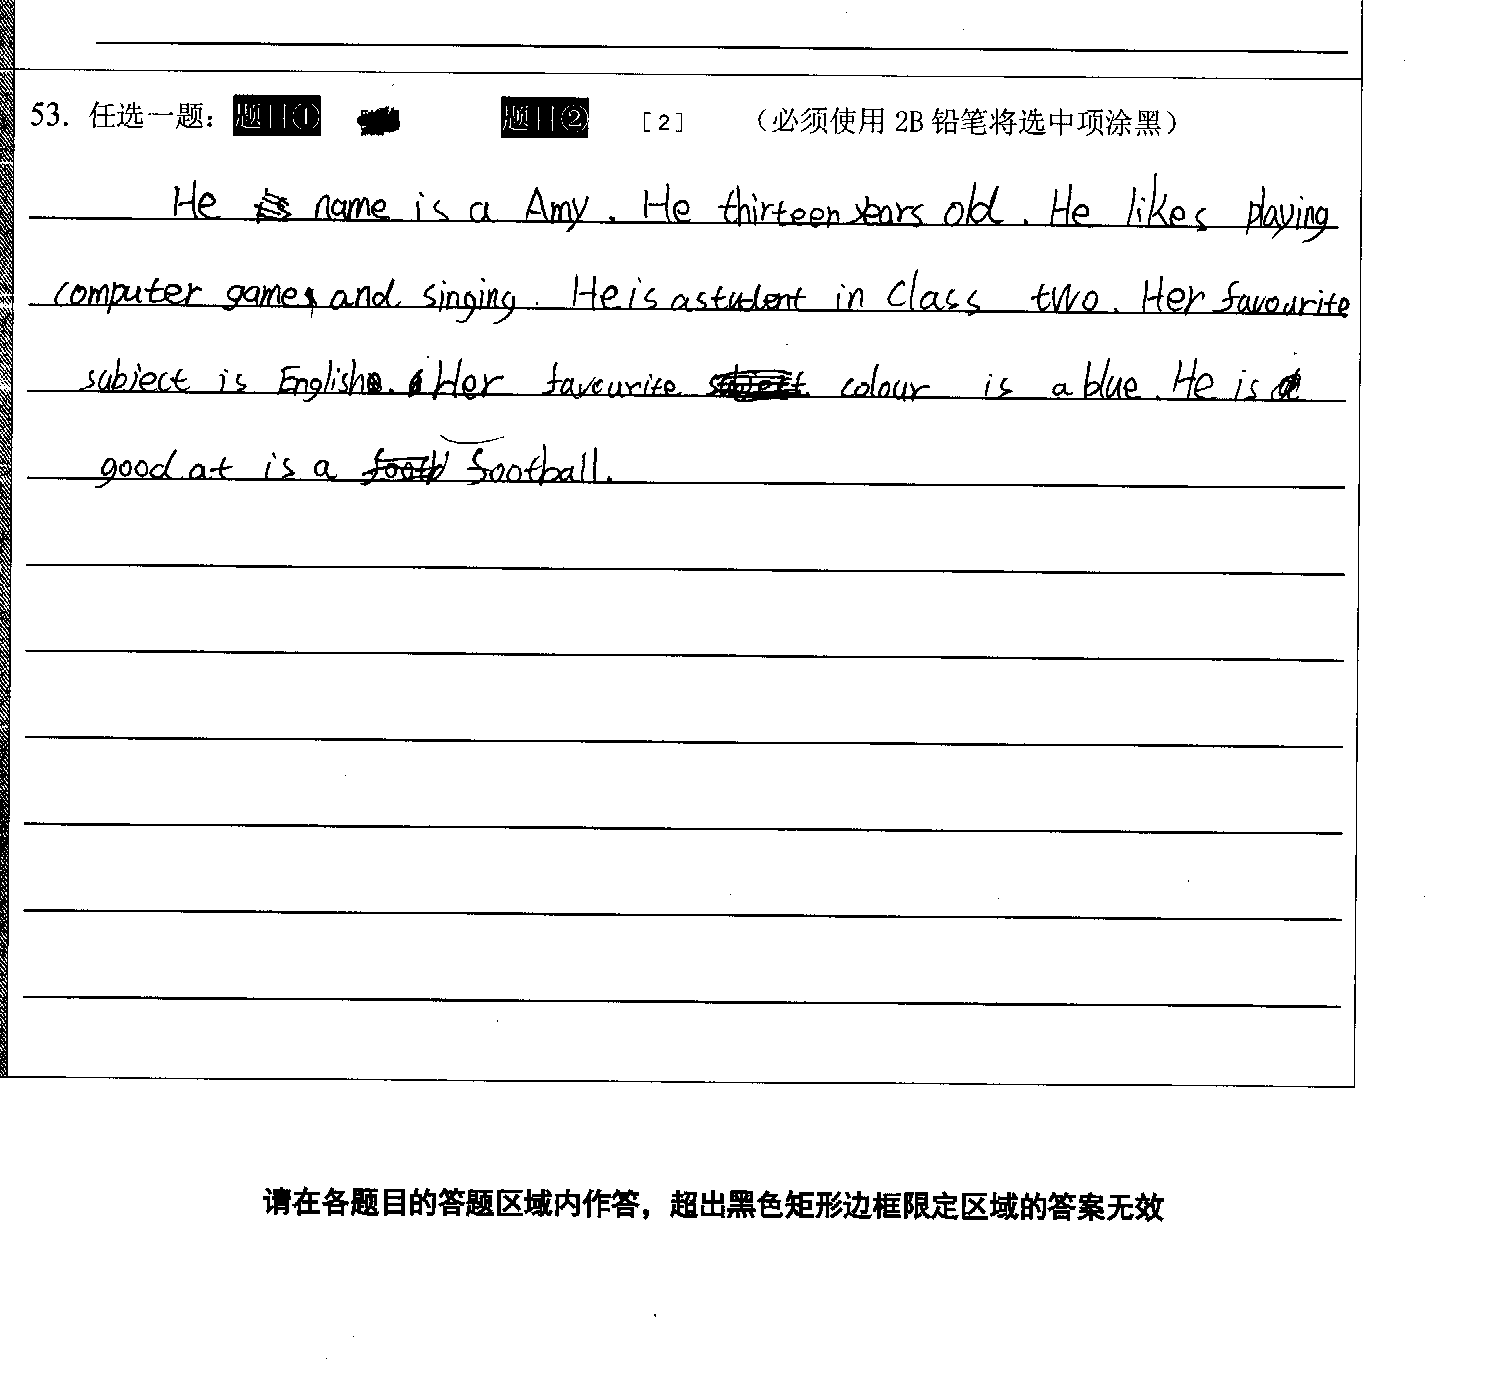 53. 任选一题： 题目① 题目② [2] （必须使用 2B 铅笔将选中项涂黑）
He name is a Amy. He thirteen years old. He likes playing
computer games and singing. He is a student in Class two. Her favourite
subject is English. Her favourite colour is a blue. He is
good at is a football.
请在各题目的答题区域内作答，超出黑色矩形边框限定区域的答案无效